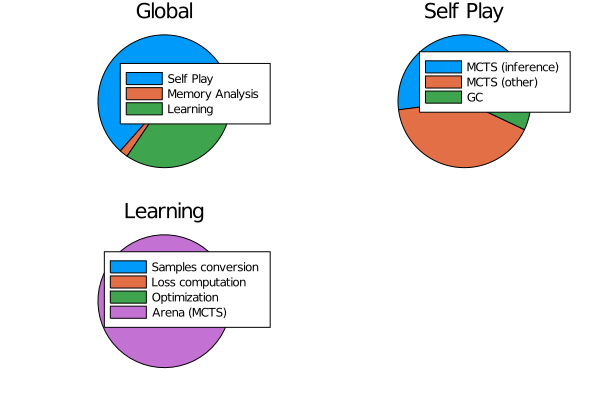 Global
Self Play
Memory Analysis
Learning
Self Play
MCTS (inference)
MCTS (other)
GC
Learning
Samples conversion
Loss computation
Optimization
Arena (MCTS)